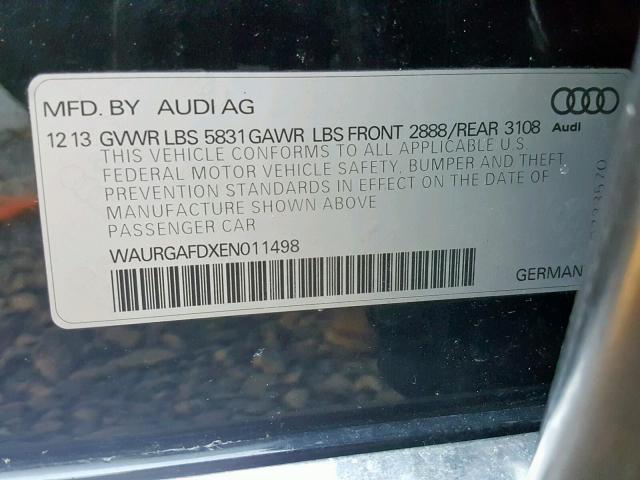 MFD. BY AUDI AG
12 13 GVWR LBS 5831 GAWR LBS FRONT 2888/REAR 3108
Audi
THIS VEHICLE CONFORMS TO ALL APPLICABLE U.S.
FEDERAL MOTOR VEHICLE SAFETY, BUMPER AND THEFT
PREVENTION STANDARDS IN EFFECT ON THE DATE OF
MANUFACTURE SHOWN ABOVE
PASSENGER CAR
WAURGAFDXEN011498
GERMAN